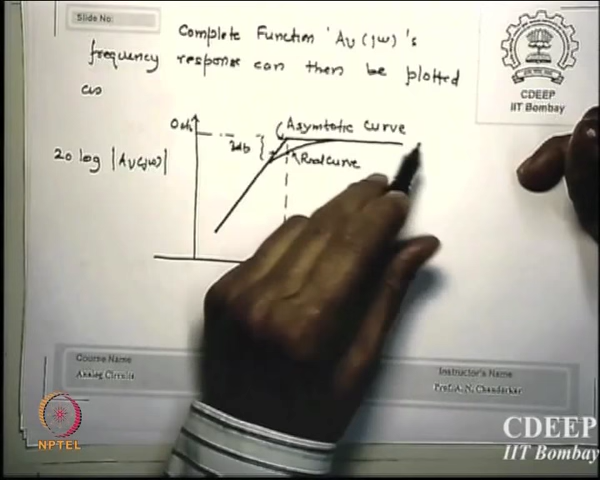 Slide No:
Complete Function 'Av(jω)'s
frequency response can then be plotted
as
CDEEP
IIT Bombay
0db
Asymtotic curve
20 log |Av(jω)|
3db
Real curve
Course Name
Analog Circuits
Instructor's Name
Prof. A. N. Chandorkar
NPTEL
CDEEP
IIT Bombay